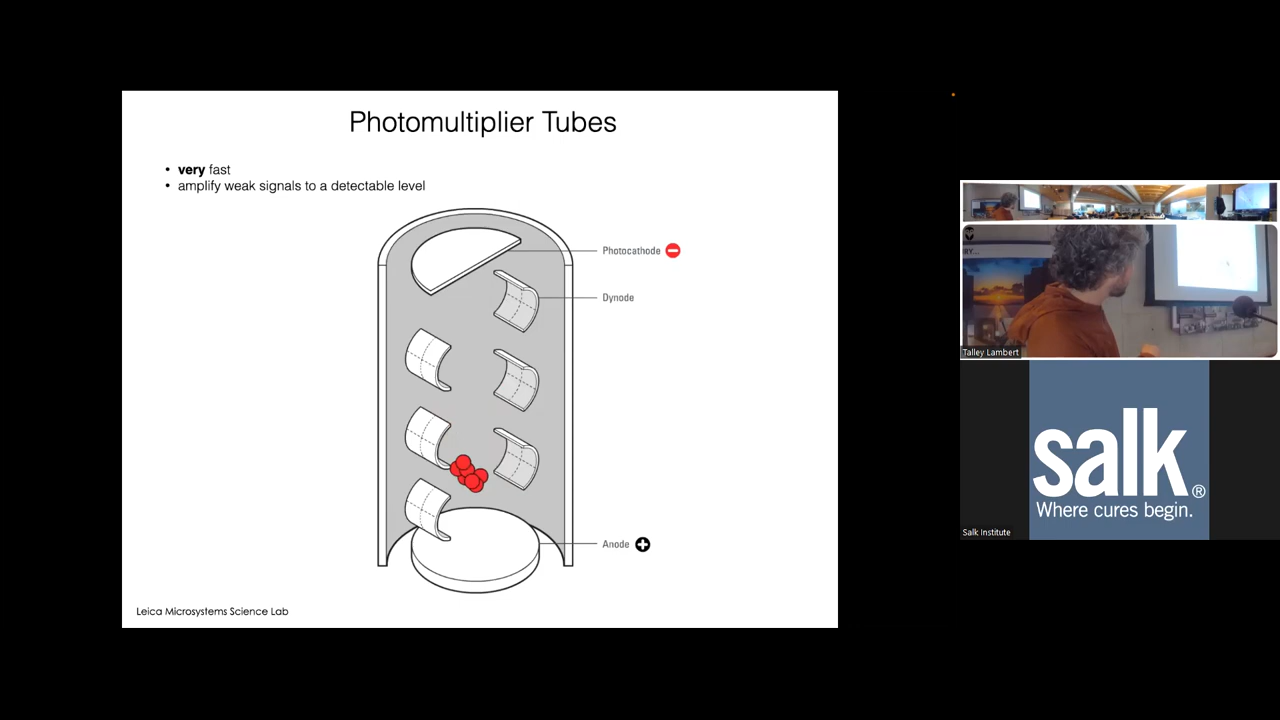 Photomultiplier Tubes
• very fast
• amplify weak signals to a detectable level
Photocathode
Dynode
Anode
Leica Microsystems Science Lab
Talley Lambert
salk®
Where cures begin.
Salk Institute